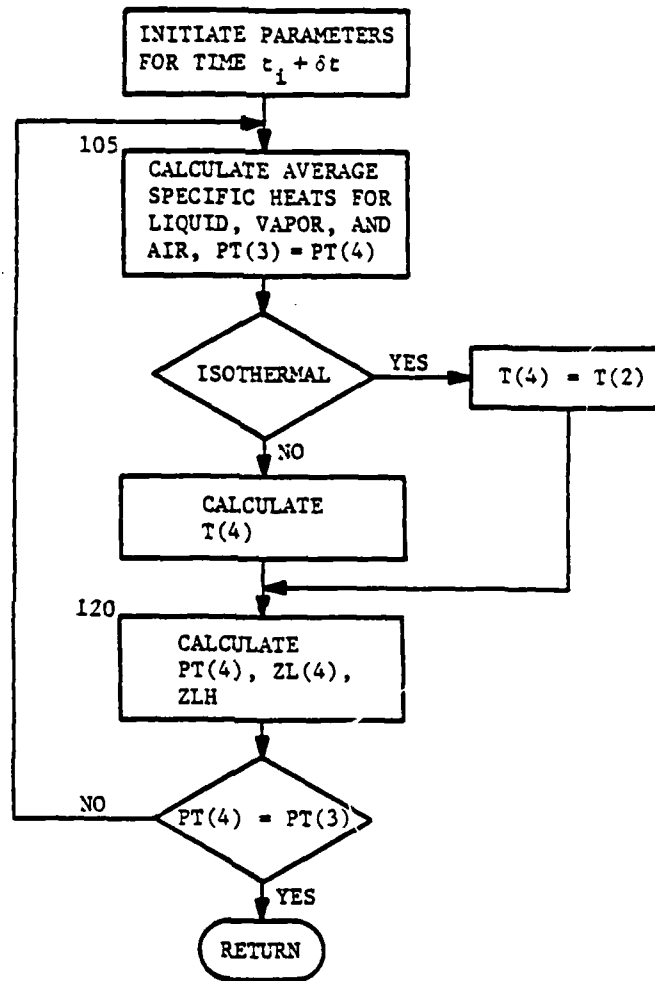 INITIATE PARAMETERS
FOR TIME t_i + δt
105
CALCULATE AVERAGE
SPECIFIC HEATS FOR
LIQUID, VAPOR, AND
AIR, PT(3) = PT(4)
ISOTHERMAL
YES
T(4) = T(2)
NO
CALCULATE
T(4)
120
CALCULATE
PT(4), ZL(4),
ZLH
NO
PT(4) = PT(3)
YES
RETURN